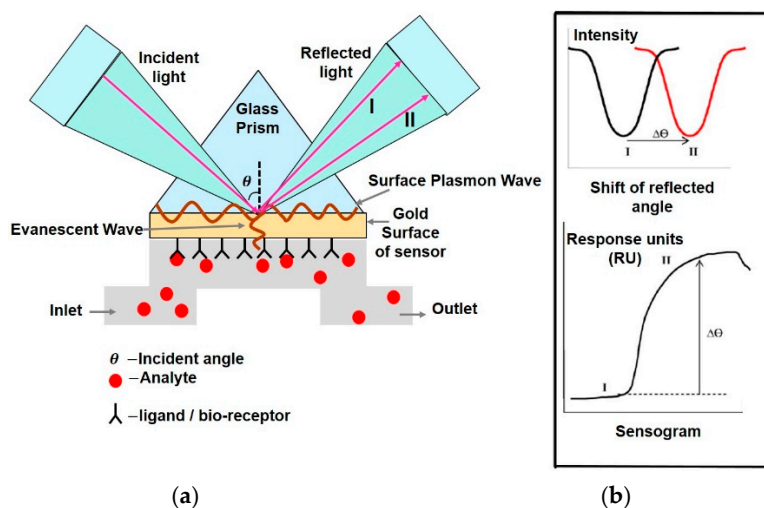 Incident
light
Reflected
light
Glass
Prism
I
II
θ
Surface Plasmon Wave
Evanescent Wave
Gold
Surface
of sensor
Inlet
Outlet
θ –Incident angle
–Analyte
–ligand / bio-receptor
(a)
Intensity
ΔΘ
I
II
Shift of reflected
angle
Response units
(RU)
II
ΔΘ
I
Sensogram
(b)